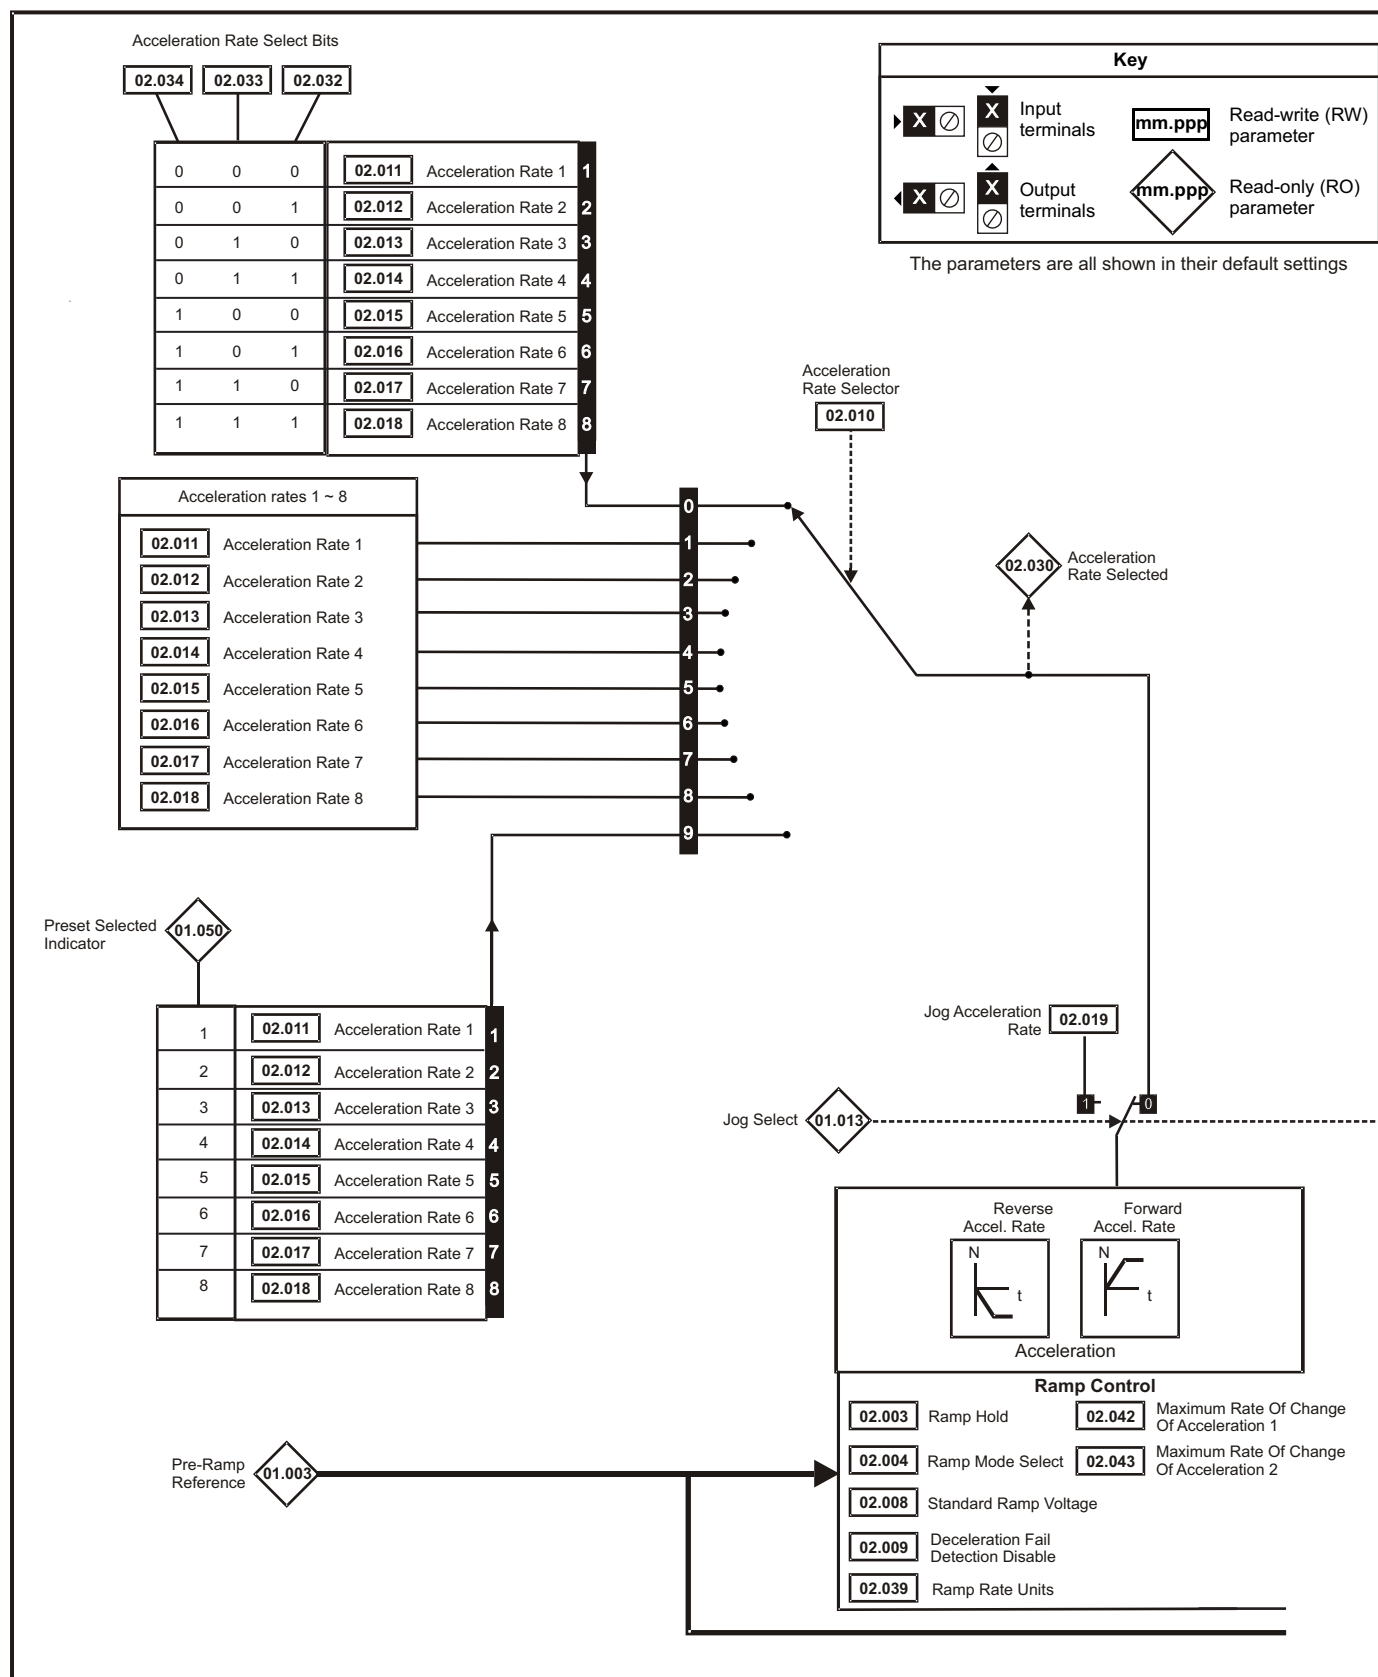 Acceleration Rate Select Bits
02.034 02.033 02.032
0 0 0 02.011 Acceleration Rate 1 1
0 0 1 02.012 Acceleration Rate 2 2
0 1 0 02.013 Acceleration Rate 3 3
0 1 1 02.014 Acceleration Rate 4 4
1 0 0 02.015 Acceleration Rate 5 5
1 0 1 02.016 Acceleration Rate 6 6
1 1 0 02.017 Acceleration Rate 7 7
1 1 1 02.018 Acceleration Rate 8 8
Key
X X Input
terminals
mm.ppp Read-write (RW)
parameter
X X Output
terminals
mm.ppp Read-only (RO)
parameter
The parameters are all shown in their default settings
Acceleration
Rate Selector
02.010
Acceleration rates 1 ~ 8
02.011 Acceleration Rate 1
02.012 Acceleration Rate 2
02.013 Acceleration Rate 3
02.014 Acceleration Rate 4
02.015 Acceleration Rate 5
02.016 Acceleration Rate 6
02.017 Acceleration Rate 7
02.018 Acceleration Rate 8
0
1
2
3
4
5
6
7
8
9
02.030 Acceleration
Rate Selected
Preset Selected
Indicator
01.050
1 02.011 Acceleration Rate 1 1
2 02.012 Acceleration Rate 2 2
3 02.013 Acceleration Rate 3 3
4 02.014 Acceleration Rate 4 4
5 02.015 Acceleration Rate 5 5
6 02.016 Acceleration Rate 6 6
7 02.017 Acceleration Rate 7 7
8 02.018 Acceleration Rate 8 8
Jog Acceleration
Rate
02.019
1 0
Jog Select 01.013
Reverse
Accel. Rate
N
t
Forward
Accel. Rate
N
t
Acceleration
Ramp Control
02.003 Ramp Hold
02.042 Maximum Rate Of Change
Of Acceleration 1
02.004 Ramp Mode Select
02.043 Maximum Rate Of Change
Of Acceleration 2
02.008 Standard Ramp Voltage
02.009 Deceleration Fail
Detection Disable
02.039 Ramp Rate Units
Pre-Ramp
Reference
01.003